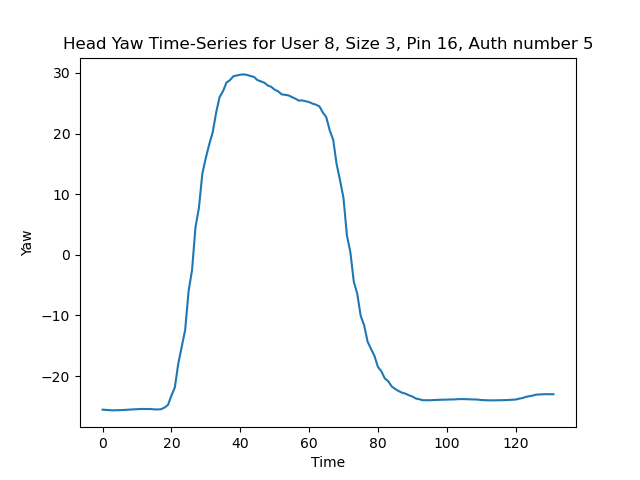 Head Yaw Time-Series for User 8, Size 3, Pin 16, Auth number 5
30
20
10
0
−10
−20
Yaw
0 20 40 60 80 100 120
Time